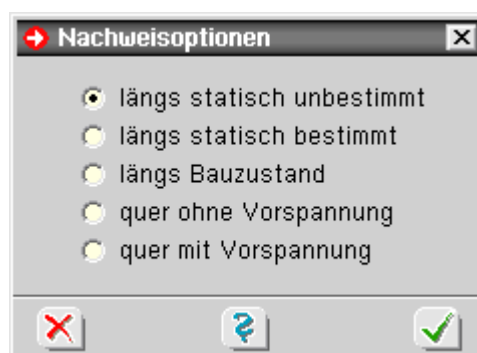 Nachweisoptionen
längs statisch unbestimmt
längs statisch bestimmt
längs Bauzustand
quer ohne Vorspannung
quer mit Vorspannung